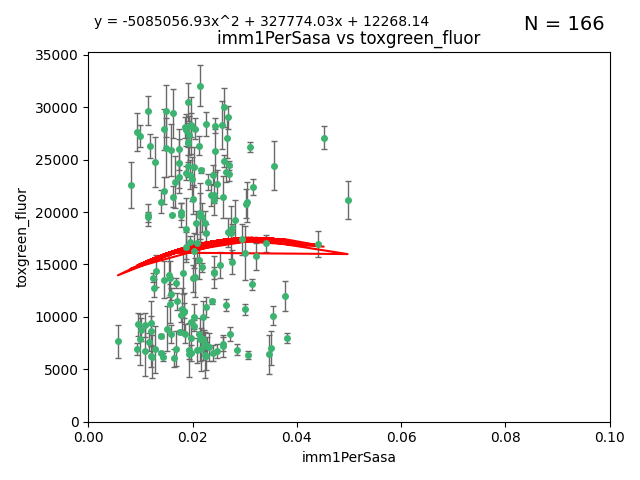 y = -5085056.93x^2 + 327774.03x + 12268.14
N = 166
imm1PerSasa vs toxgreen_fluor
35000
30000
25000
20000
15000
10000
5000
0
toxgreen_fluor
0.00 0.02 0.04 0.06 0.08 0.10
imm1PerSasa